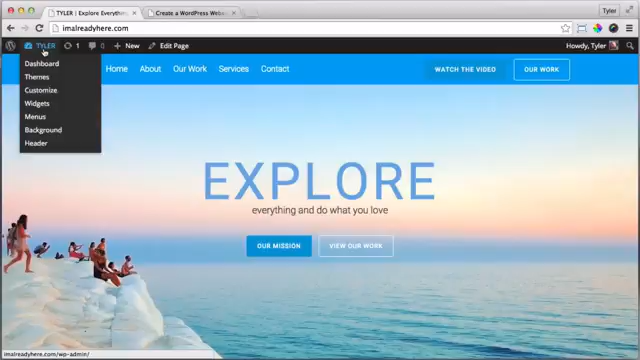 TYLER | Explore Everything
Create a WordPress Webs
Tyler
imalreadyhere.com
TYLER 1 0 + New Edit Page
Howdy, Tyler
Dashboard
Themes
Customize
Widgets
Menus
Background
Header
Home About Our Work Services Contact
WATCH THE VIDEO OUR WORK
EXPLORE
everything and do what you love
OUR MISSION VIEW OUR WORK
imalreadyhere.com/wp-admin/